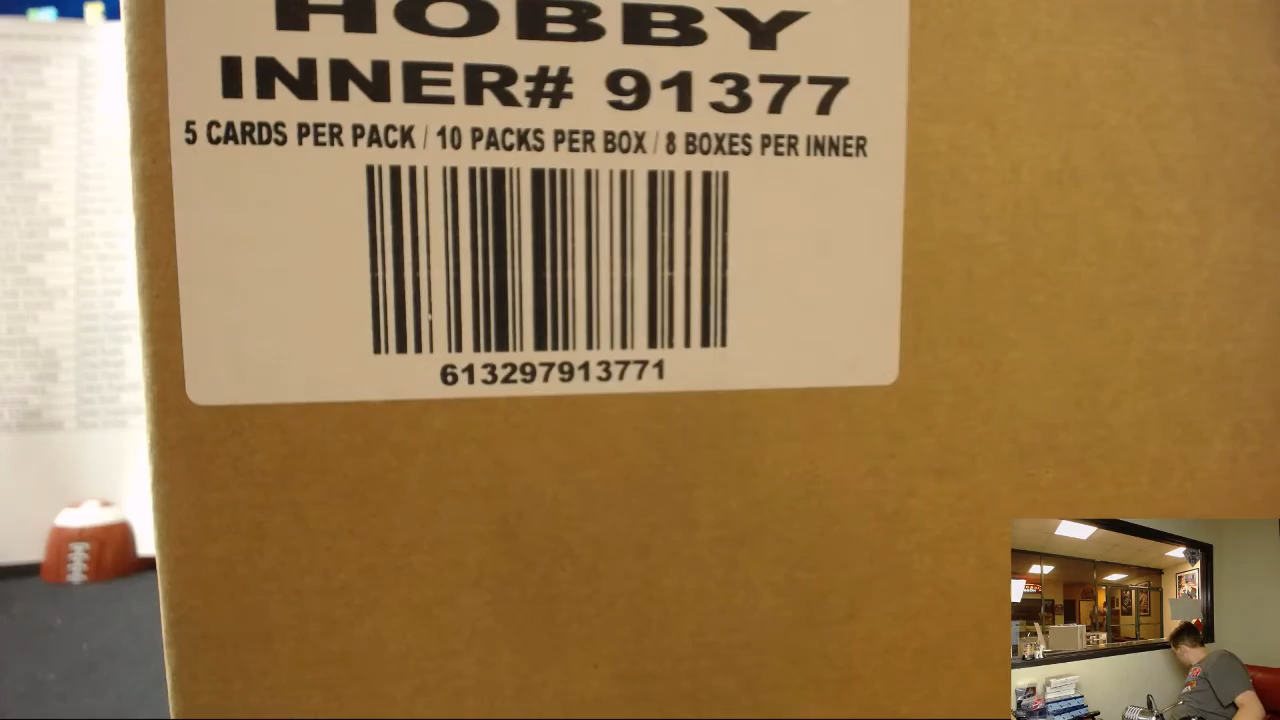 HOBBY
INNER# 91377
5 CARDS PER PACK / 10 PACKS PER BOX / 8 BOXES PER INNER
613297913771